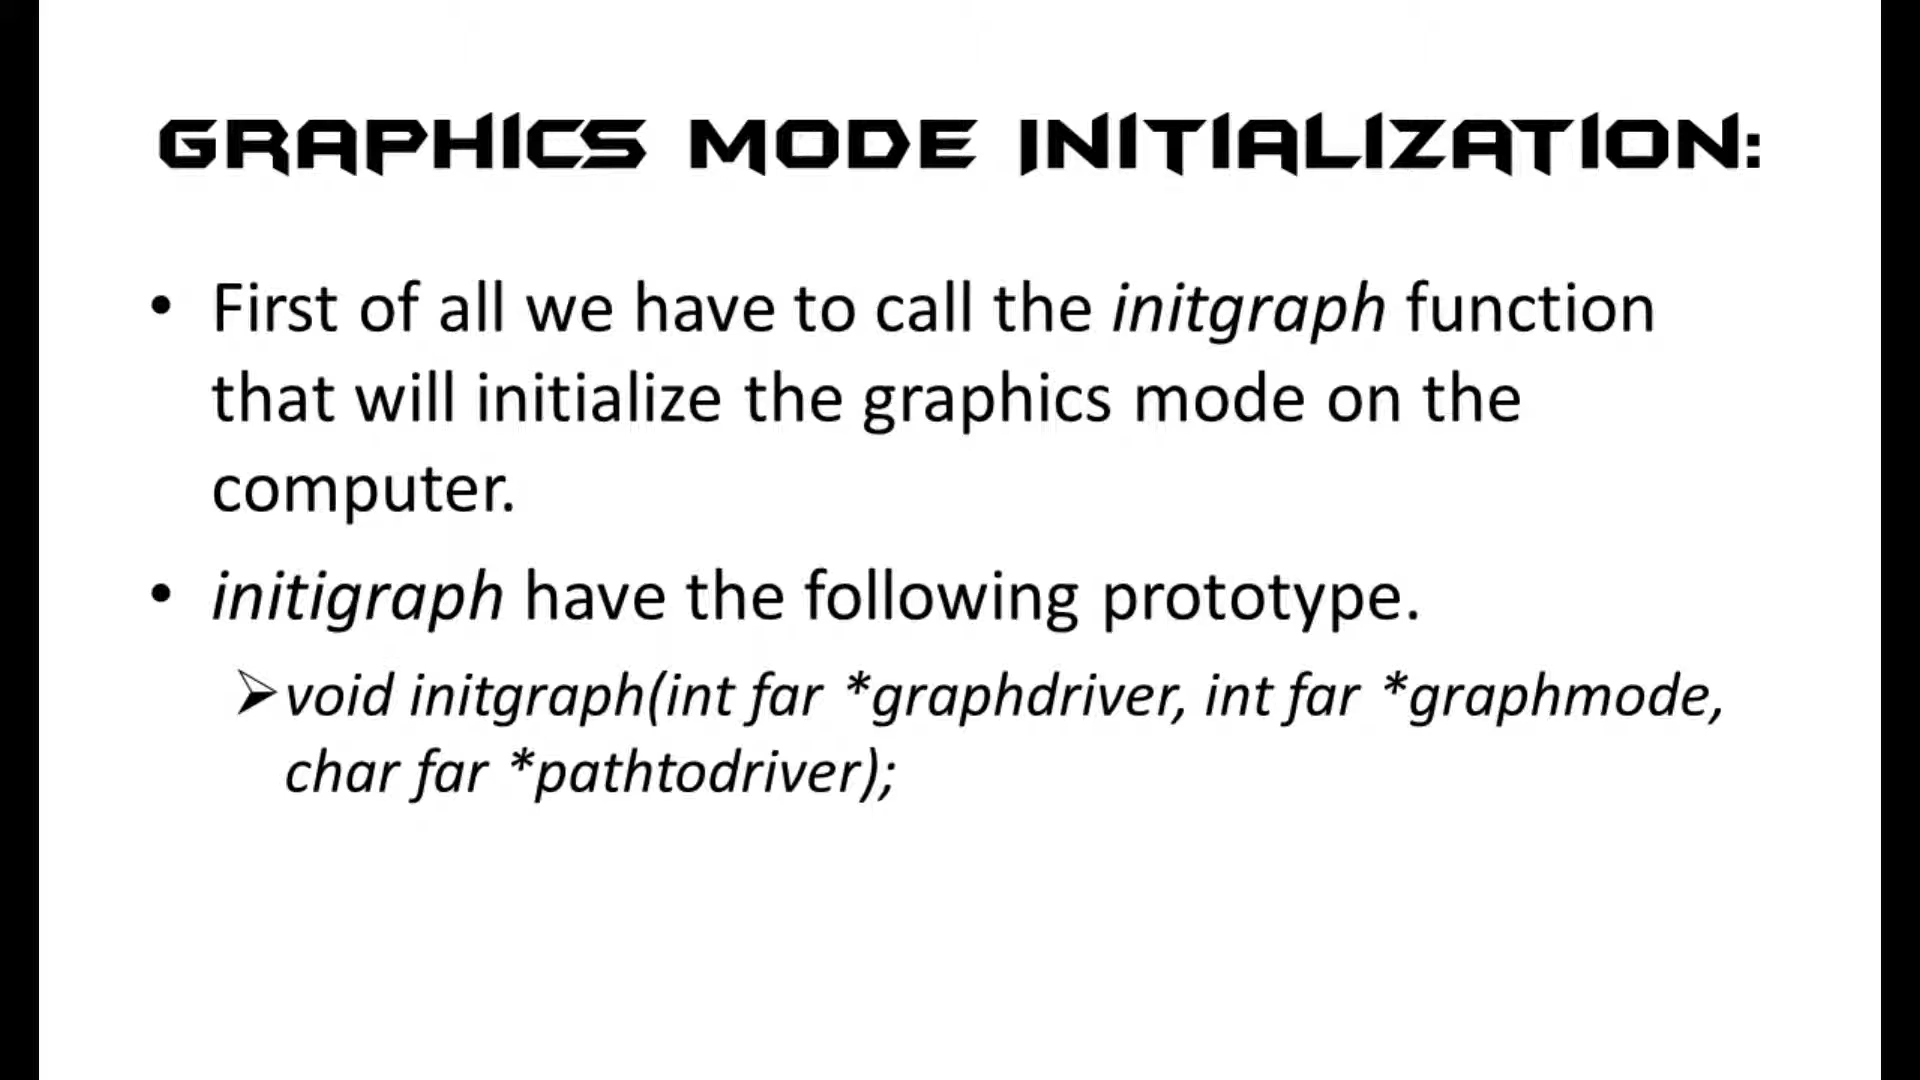 GRAPHICS MODE INITIALIZATION:
• First of all we have to call the initgraph function
that will initialize the graphics mode on the
computer.
• initigraph have the following prototype.
➢void initgraph(int far *graphdriver, int far *graphmode,
char far *pathtodriver);